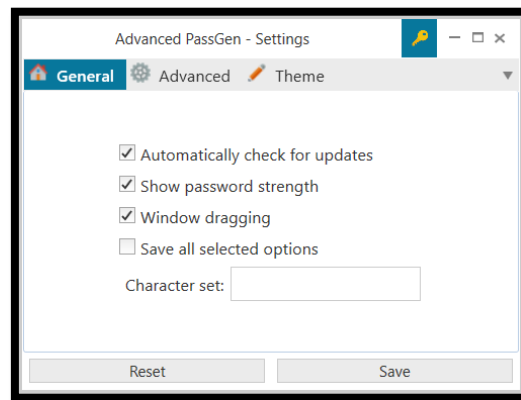 Advanced PassGen - Settings
General Advanced Theme
Automatically check for updates
Show password strength
Window dragging
Save all selected options
Character set:
Reset Save